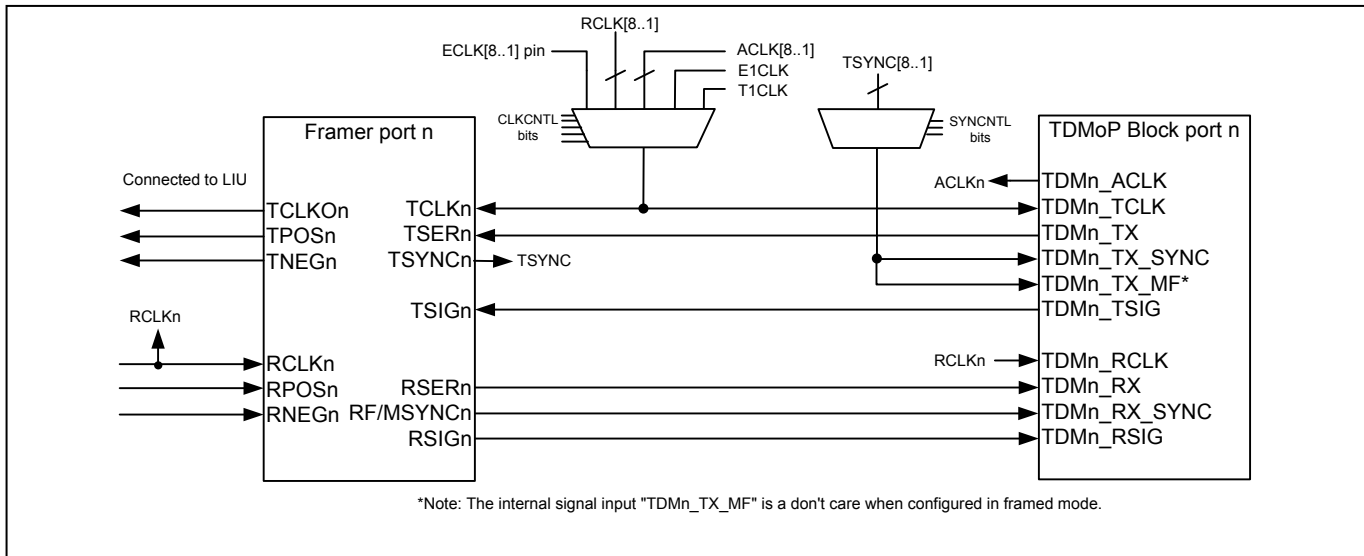 RCLK[8..1]
ECLK[8..1] pin
ACLK[8..1]
E1CLK
T1CLK
TSYNC[8..1]
CLKCNTL
bits
SYNCNTL
bits
Framer port n
TDMoP Block port n
Connected to LIU
ACLKn
TDMn_ACLK
TCLKOn
TCLKn
TDMn_TCLK
TPOSn
TSERn
TDMn_TX
TNEGn
TSYNCn
TSYNC
TDMn_TX_SYNC
TDMn_TX_MF*
TSIGn
TDMn_TSIG
RCLKn
RCLKn
RCLKn
TDMn_RCLK
RPOSn
RSERn
TDMn_RX
RNEGn
RF/MSYNCn
TDMn_RX_SYNC
RSIGn
TDMn_RSIG
*Note: The internal signal input "TDMn_TX_MF" is a don't care when configured in framed mode.